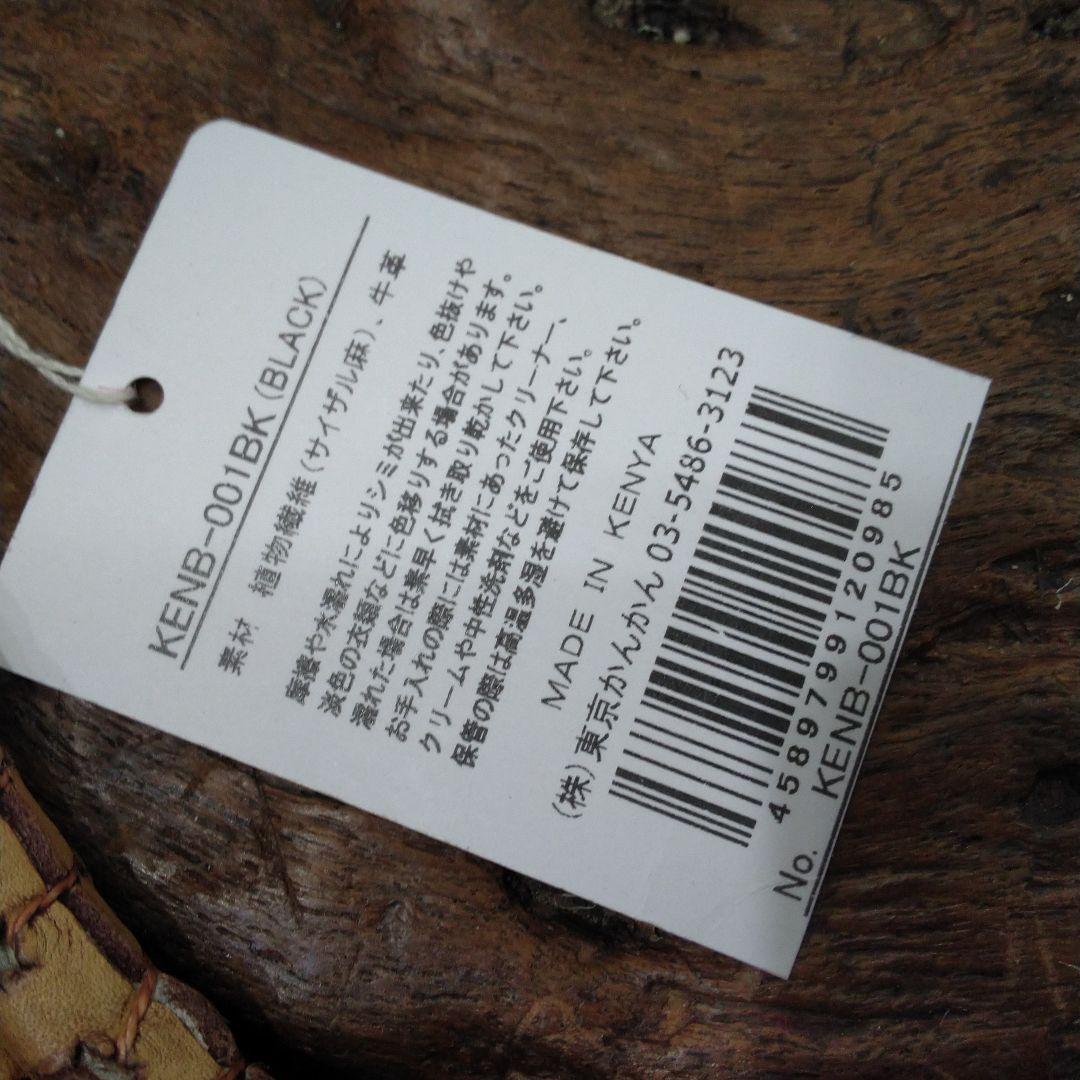 KENB-001BK(BLACK)
素材 植物繊維(サイザル麻)、牛革
摩擦や水濡れによりシミが出来たり、色抜けや
淡色の衣類などに色移りする場合があります。
濡れた場合は素早く拭き取り乾かして下さい。
お手入れの際には素材にあったクリーナー、
クリームや中性洗剤などをご使用下さい。
保管の際は高温多湿を避けて保存して下さい。
MADE IN KENYA
(株)東京かんかん 03-5486-3123
4589799120985
No. KENB-001BK